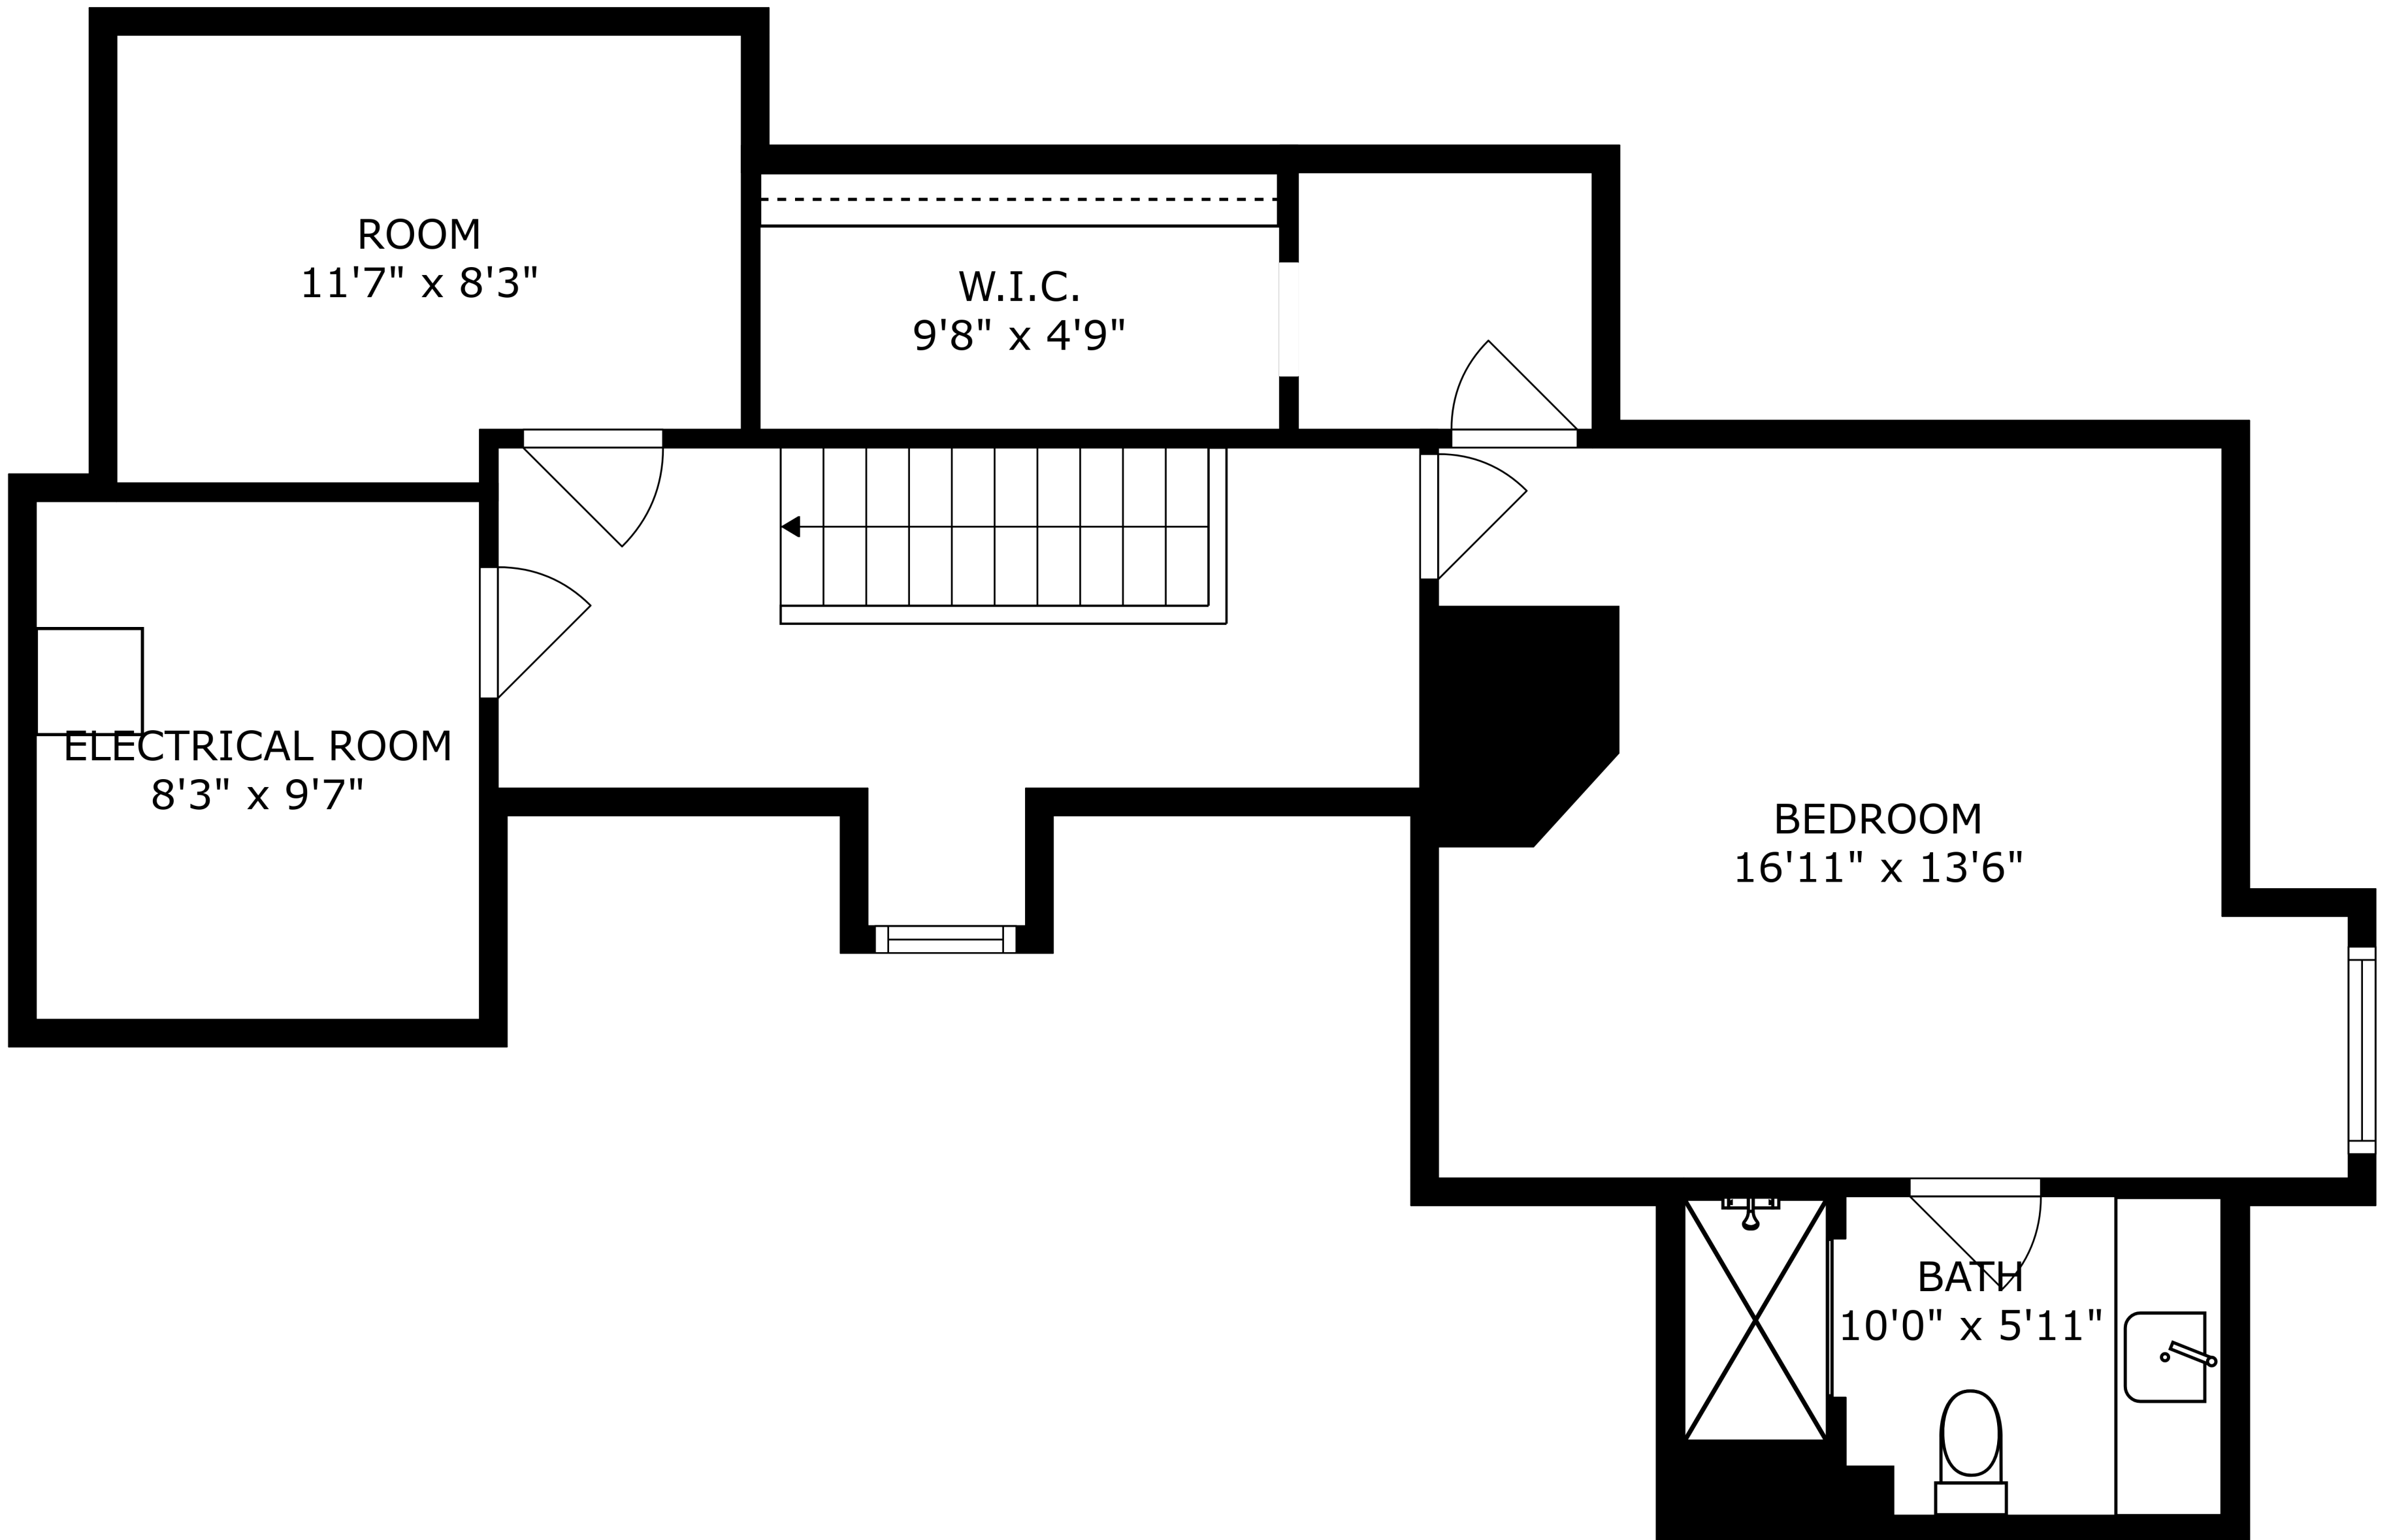 ROOM
11'7" x 8'3"
W.I.C.
9'8" x 4'9"
ELECTRICAL ROOM
8'3" x 9'7"
BEDROOM
16'11" x 13'6"
BATH
10'0" x 5'11"